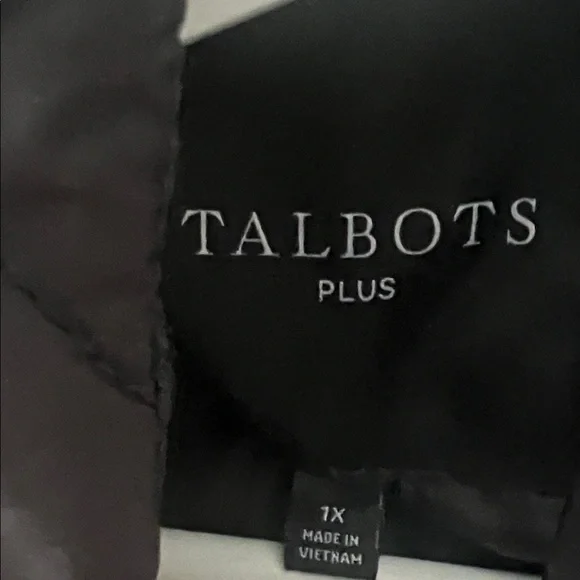 TALBOTS
PLUS
1X
MADE IN
VIETNAM